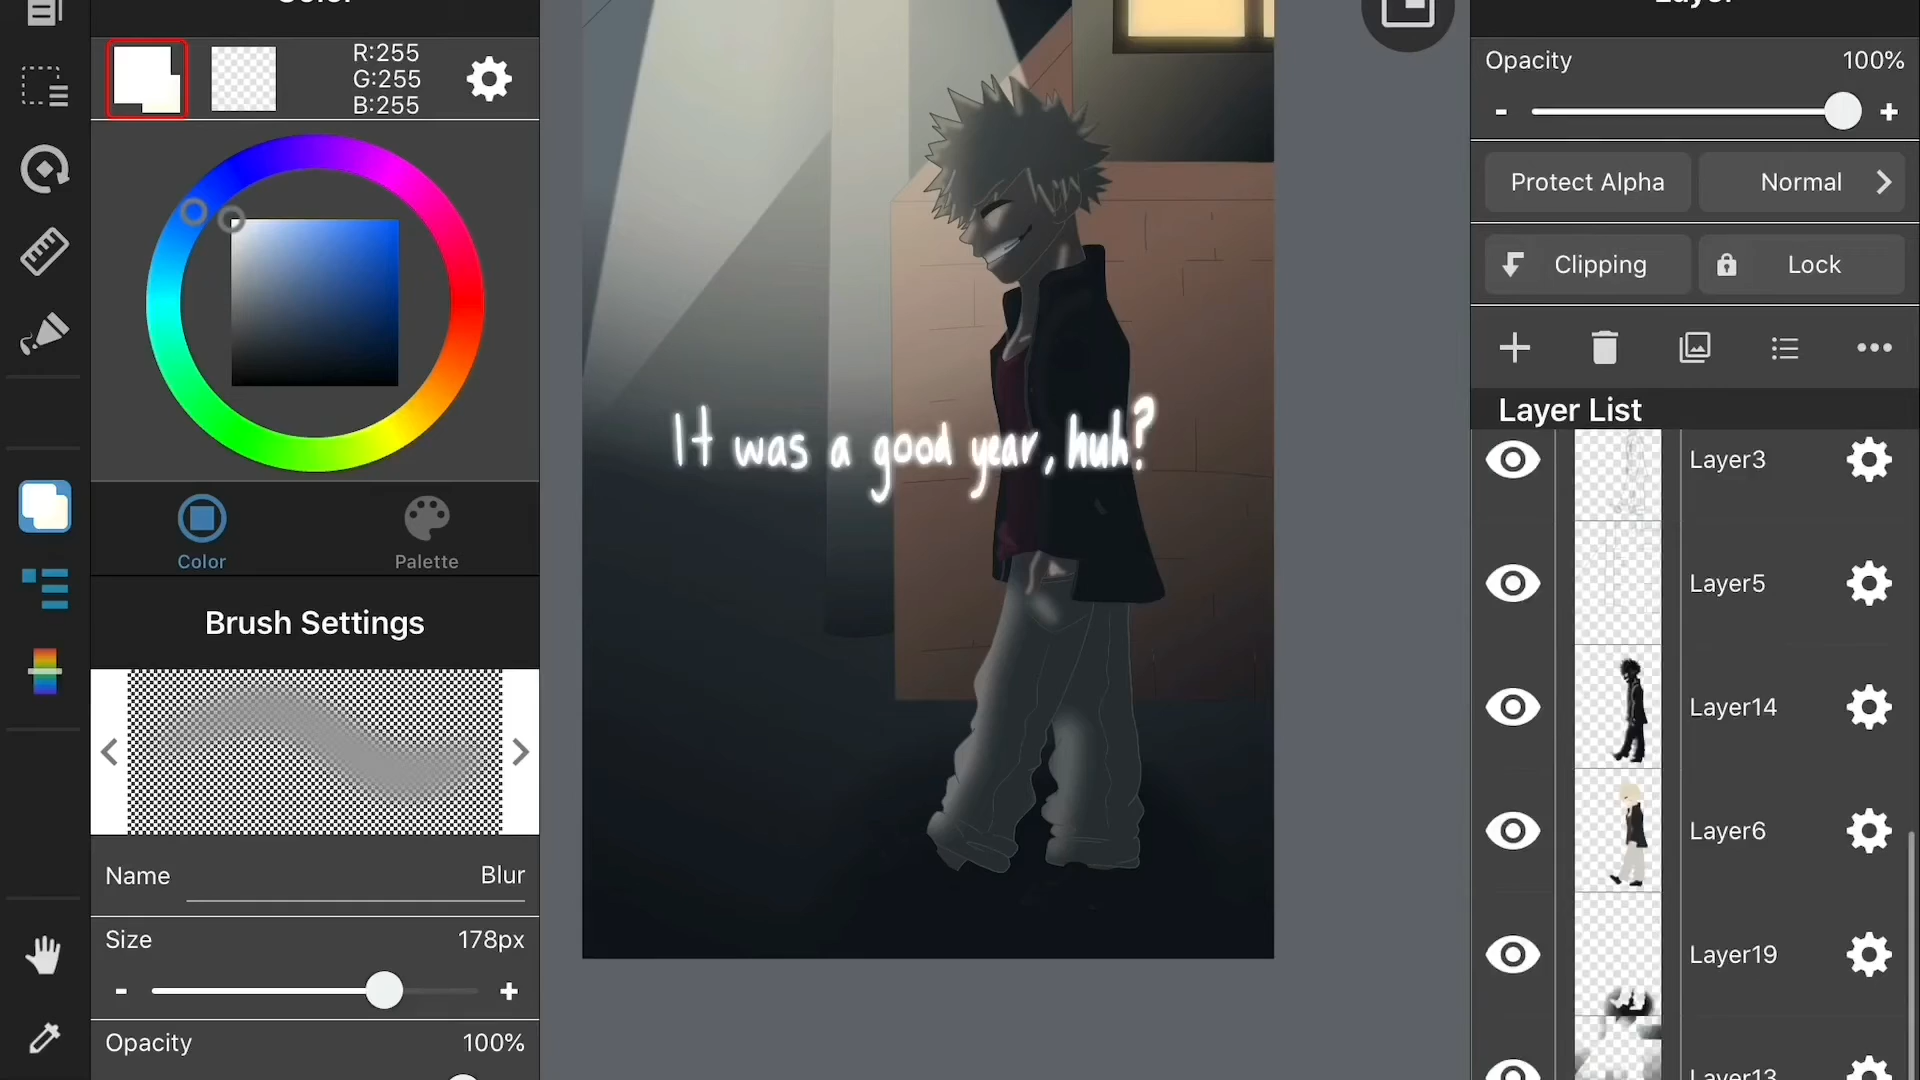 Color
R:255
G:255
B:255
Color
Palette
Brush Settings
Name
Blur
Size
178px
-
+
Opacity
100%
It was a good year, huh?
Layer
Opacity
100%
-
+
Protect Alpha
Normal
Clipping
Lock
Layer List
Layer3
Layer5
Layer14
Layer6
Layer19
Layer13